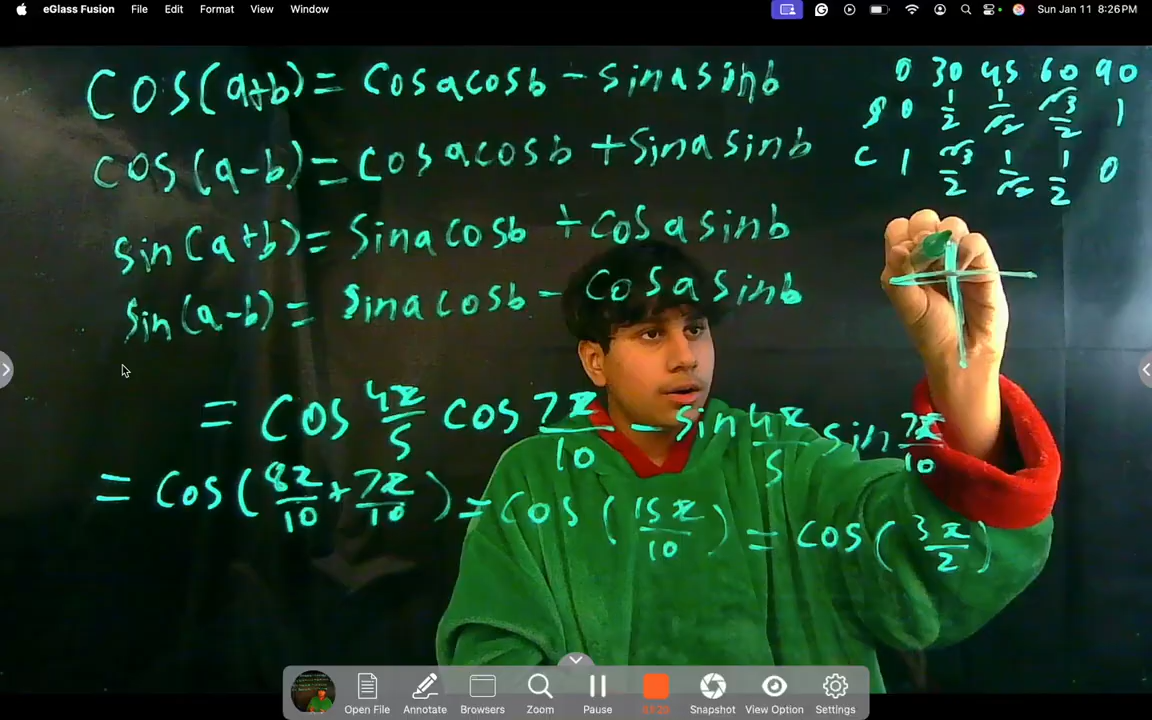 eGlass Fusion File Edit Format View Window Sun Jan 11 8:26 PM
cos(a+b) = cosacosb - sinasinb
cos(a-b) = cosacosb + sinasinb
sin(a+b) = sinacosb + cosasinb
sin(a-b) = sinacosb - cosasinb
0 30 45 60 90
S 0 1/2 1/√2 √3/2 1
C 1 √3/2 1/√2 1/2 0
= cos 4π/5 cos 7π/10 - sin 4π/5 sin 7π/10
= cos(8π/10 + 7π/10) = cos(15π/10) = cos(3π/2)
Open File Annotate Browsers Zoom Pause Snapshot View Option Settings